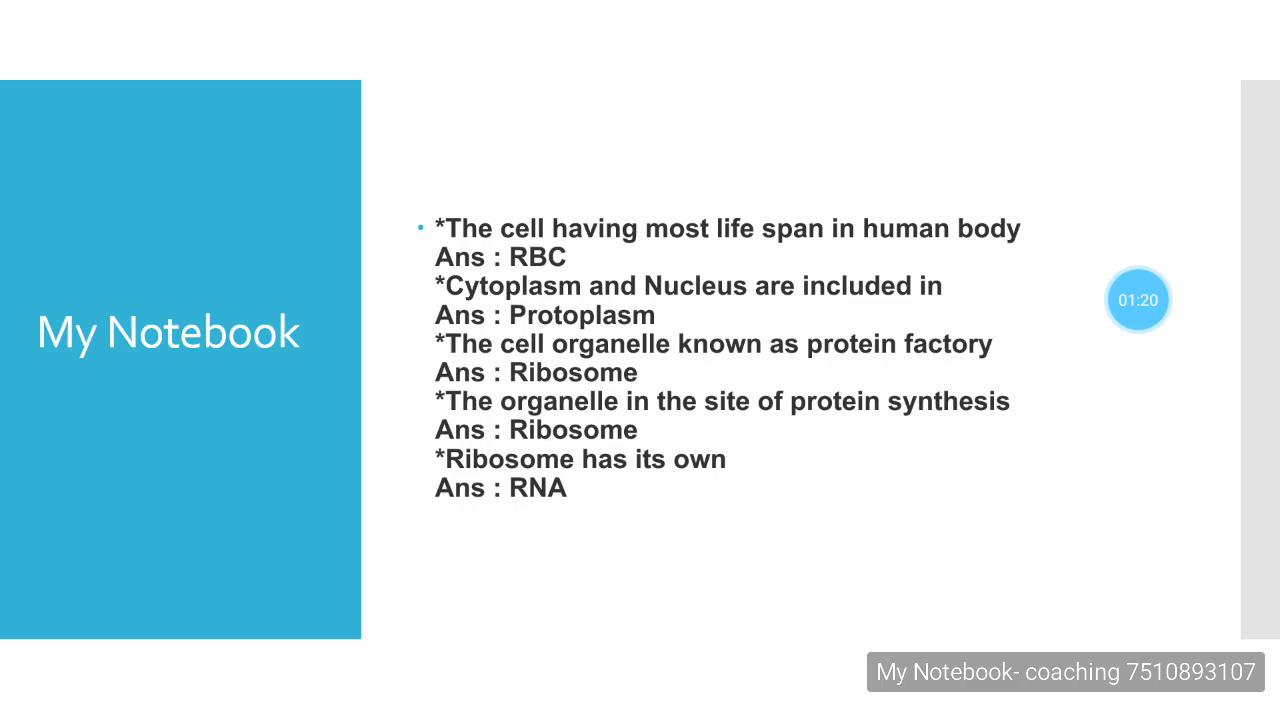 My Notebook
*The cell having most life span in human body
Ans : RBC
*Cytoplasm and Nucleus are included in
Ans : Protoplasm
*The cell organelle known as protein factory
Ans : Ribosome
*The organelle in the site of protein synthesis
Ans : Ribosome
*Ribosome has its own
Ans : RNA
01:20
My Notebook- coaching 7510893107